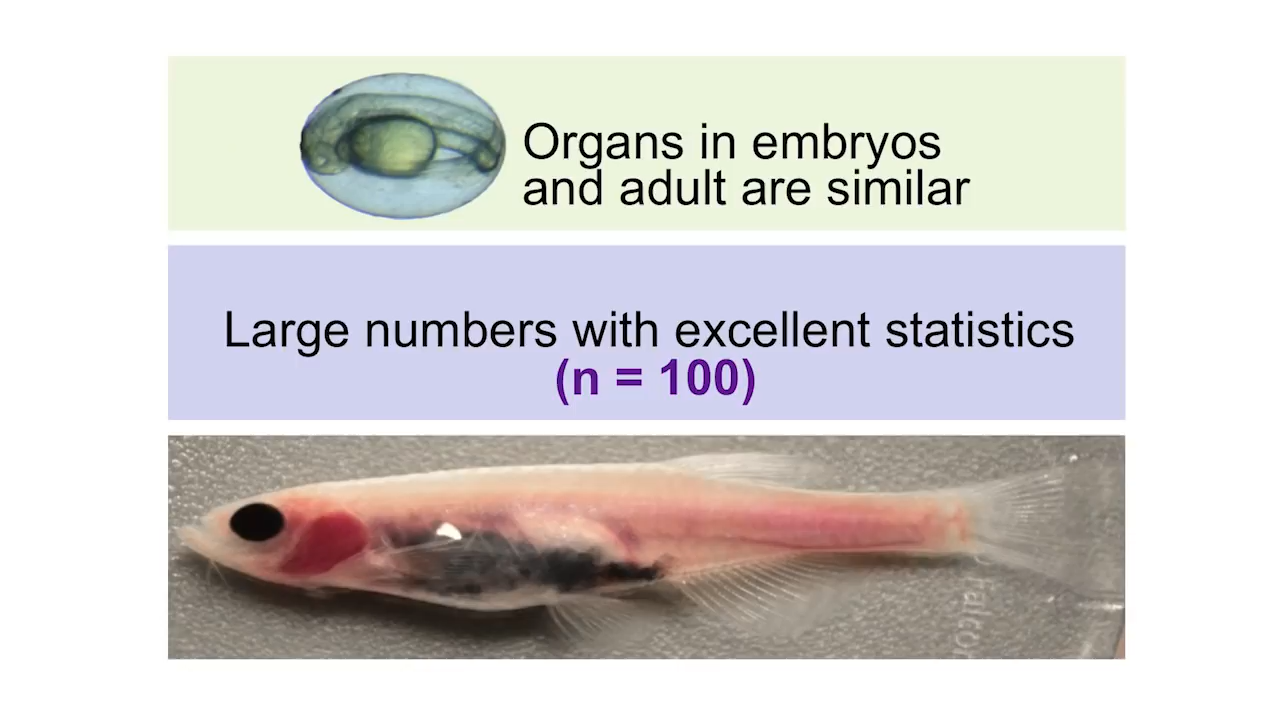 Organs in embryos
and adult are similar
Large numbers with excellent statistics
(n = 100)